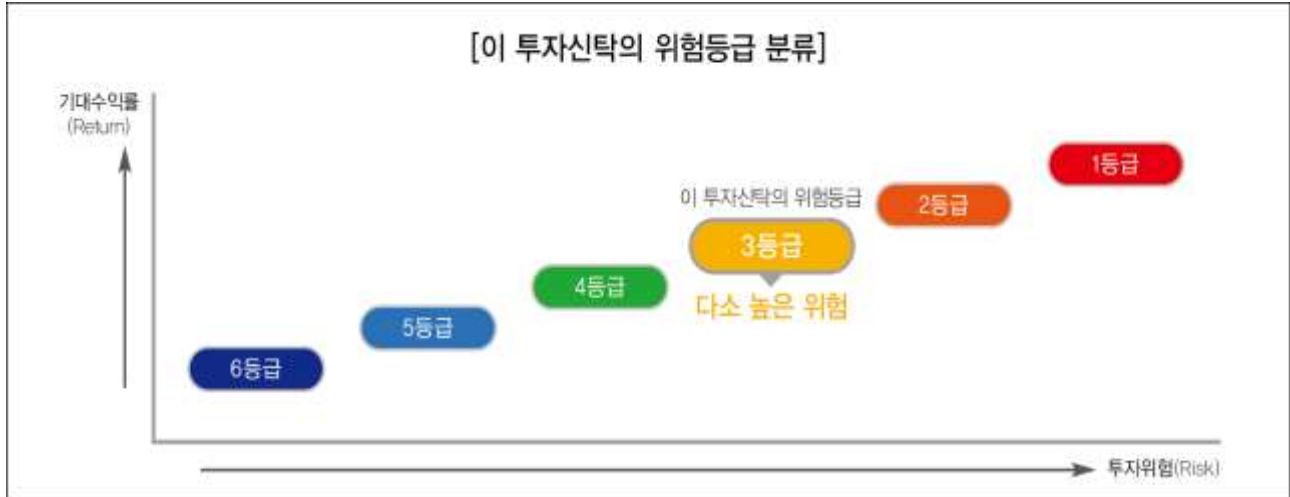 [이 투자신탁의 위험등급 분류]
기대수익률
(Return)
1등급
이 투자신탁의 위험등급
2등급
3등급
4등급
다소 높은 위험
5등급
6등급
투자위험(Risk)